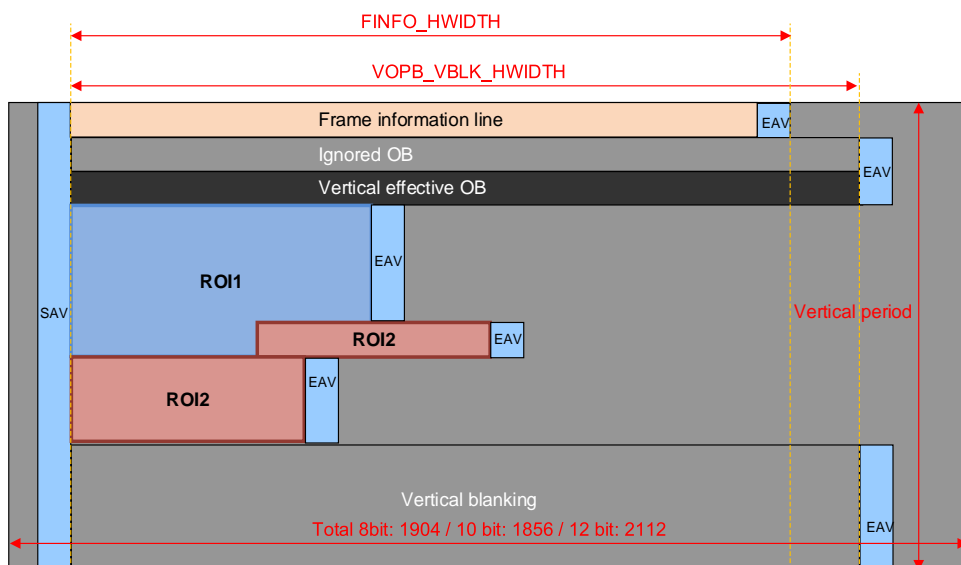 FINFO_HWIDTH
VOPB_VBLK_HWIDTH
Frame information line
EAV
Ignored OB
EAV
Vertical effective OB
ROI1
EAV
SAV
Vertical period
ROI2
EAV
EAV
ROI2
Vertical blanking
Total 8bit: 1904 / 10 bit: 1856 / 12 bit: 2112
EAV